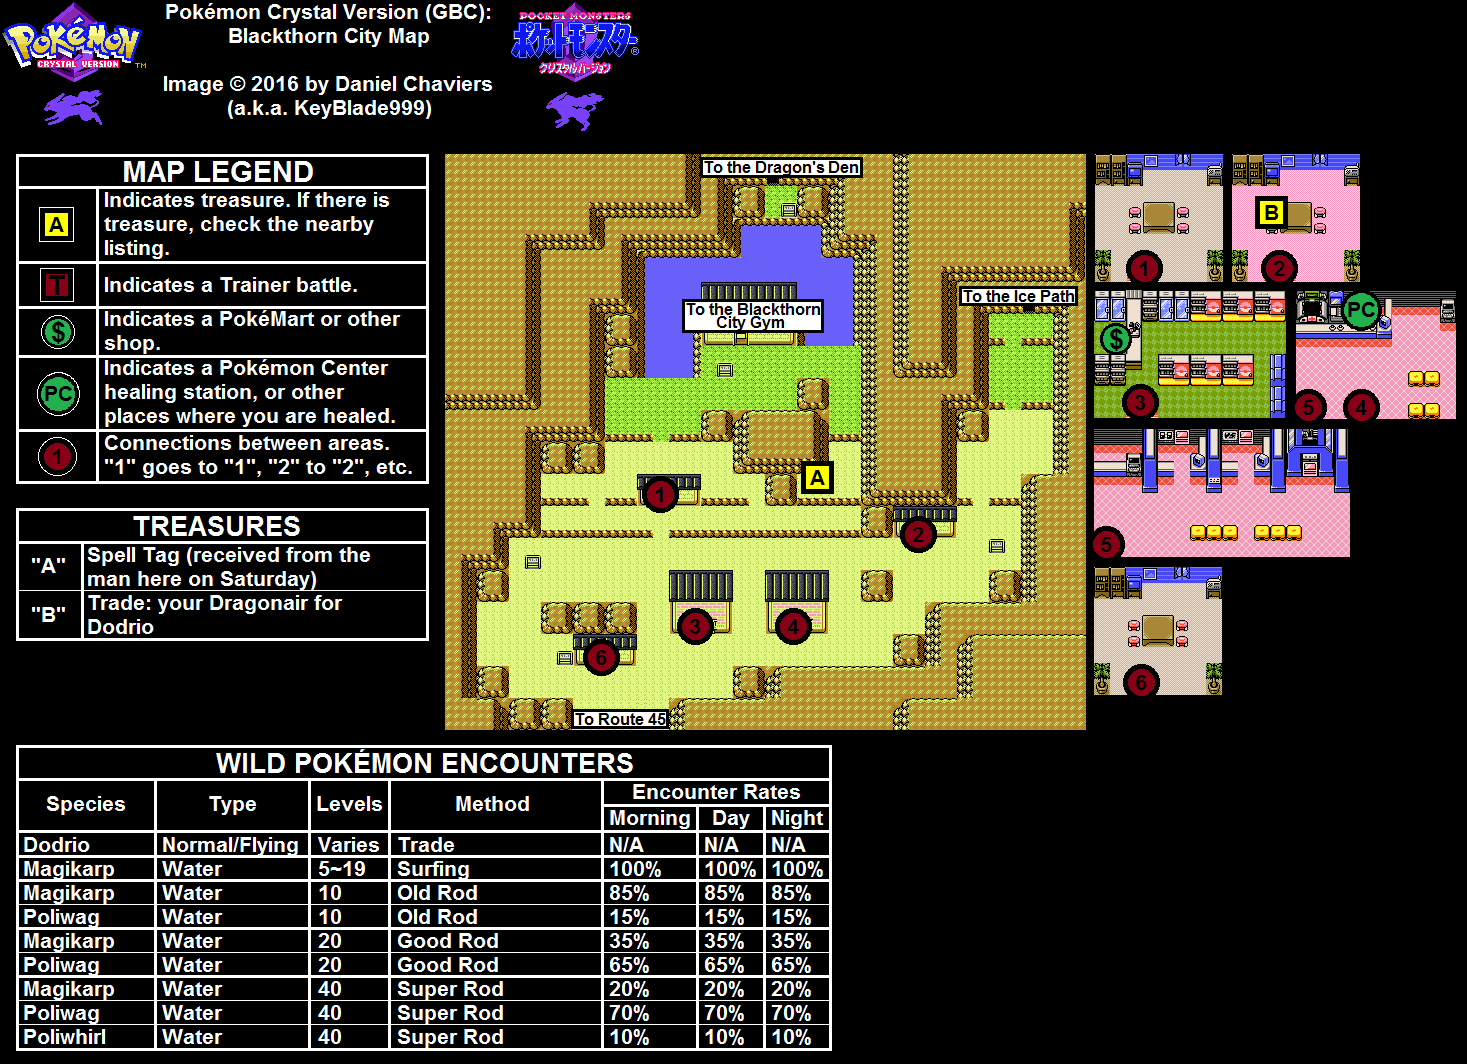 POKéMON
CRYSTAL VERSION
TM
Pokémon Crystal Version (GBC):
Blackthorn City Map
Image © 2016 by Daniel Chaviers
(a.k.a. KeyBlade999)
POCKET MONSTERS
ポケットモンスター
®
クリスタルバージョン
MAP LEGEND
A
Indicates treasure. If there is
treasure, check the nearby
listing.
T
Indicates a Trainer battle.
$
Indicates a PokéMart or other
shop.
PC
Indicates a Pokémon Center
healing station, or other
places where you are healed.
1
Connections between areas.
"1" goes to "1", "2" to "2", etc.
TREASURES
"A"
Spell Tag (received from the
man here on Saturday)
"B"
Trade: your Dragonair for
Dodrio
To the Dragon's Den
To the Ice Path
To the Blackthorn
City Gym
A
1
2
3
4
6
To Route 45
1
B
2
$
3
PC
5
4
5
6
WILD POKÉMON ENCOUNTERS
Species Type Levels Method Encounter Rates
Morning Day Night
Dodrio Normal/Flying Varies Trade N/A N/A N/A
Magikarp Water 5~19 Surfing 100% 100% 100%
Magikarp Water 10 Old Rod 85% 85% 85%
Poliwag Water 10 Old Rod 15% 15% 15%
Magikarp Water 20 Good Rod 35% 35% 35%
Poliwag Water 20 Good Rod 65% 65% 65%
Magikarp Water 40 Super Rod 20% 20% 20%
Poliwag Water 40 Super Rod 70% 70% 70%
Poliwhirl Water 40 Super Rod 10% 10% 10%